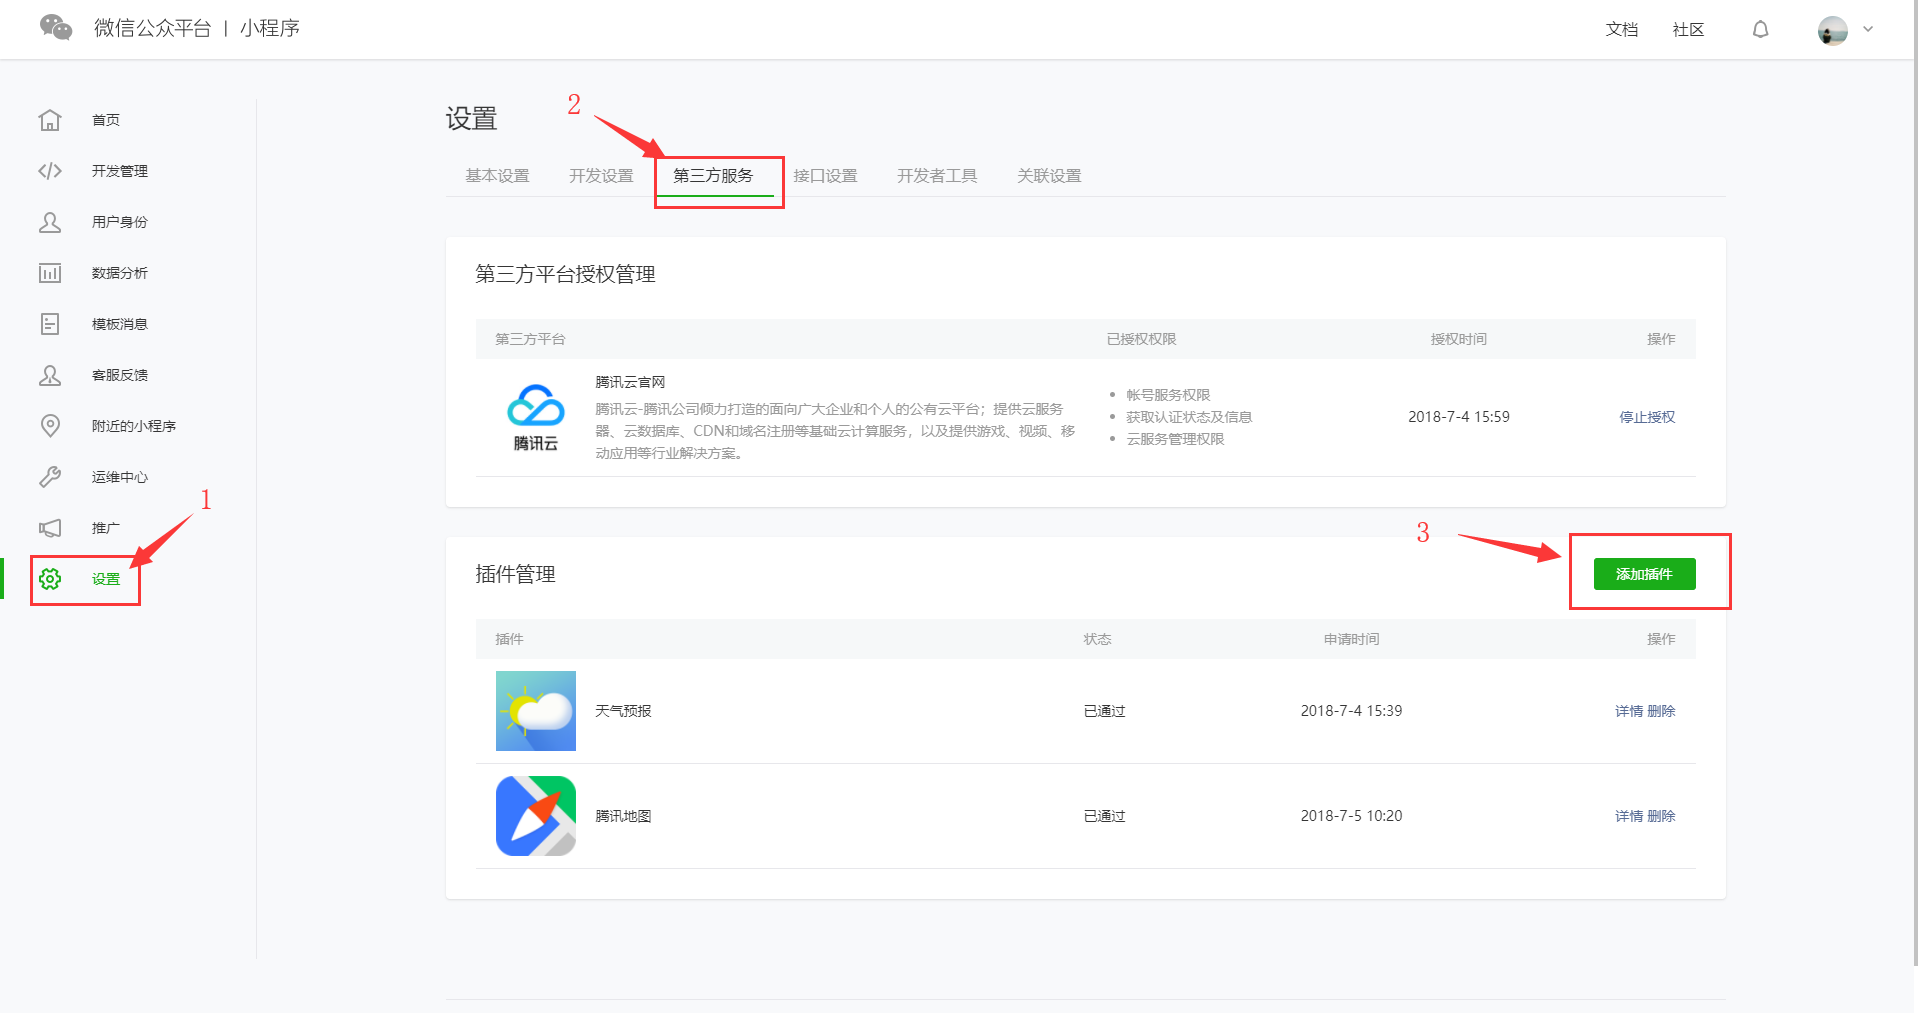 微信公众平台 | 小程序
文档
社区
首页
开发管理
用户身份
数据分析
模板消息
客服反馈
附近的小程序
运维中心
推广
设置
1
设置
2
基本设置
开发设置
第三方服务
接口设置
开发者工具
关联设置
第三方平台授权管理
第三方平台
已授权权限
授权时间
操作
腾讯云
腾讯云官网
腾讯云-腾讯公司倾力打造的面向广大企业和个人的公有云平台；提供云服务
器、云数据库、CDN和域名注册等基础云计算服务，以及提供游戏、视频、移
动应用等行业解决方案。
帐号服务权限
获取认证状态及信息
云服务管理权限
2018-7-4 15:59
停止授权
3
插件管理
添加插件
插件
状态
申请时间
操作
天气预报
已通过
2018-7-4 15:39
详情 删除
腾讯地图
已通过
2018-7-5 10:20
详情 删除